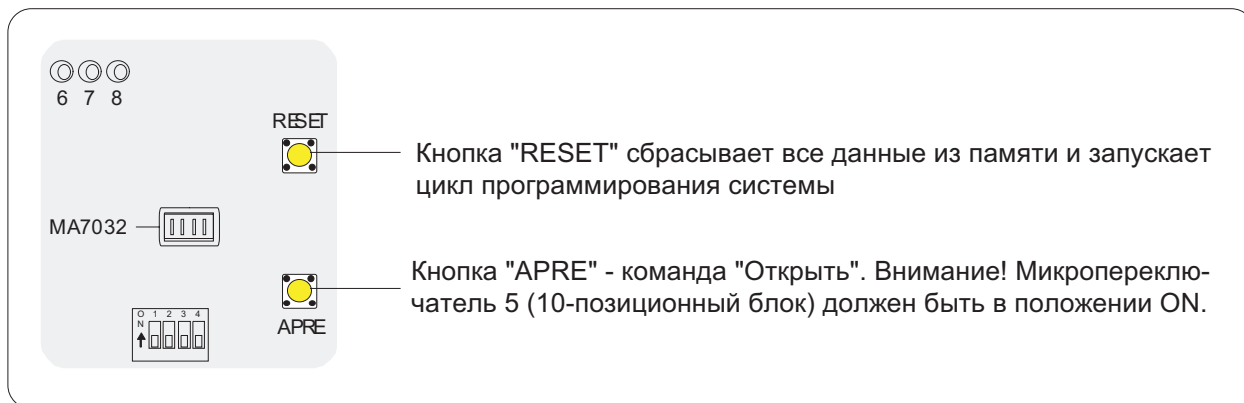 6 7 8
RESET
Кнопка "RESET" сбрасывает все данные из памяти и запускает
цикл программирования системы
MA7032
Кнопка "APRE" - команда "Открыть". Внимание! Микропереклю-
чатель 5 (10-позиционный блок) должен быть в положении ON.
O 1 2 3 4
N
APRE